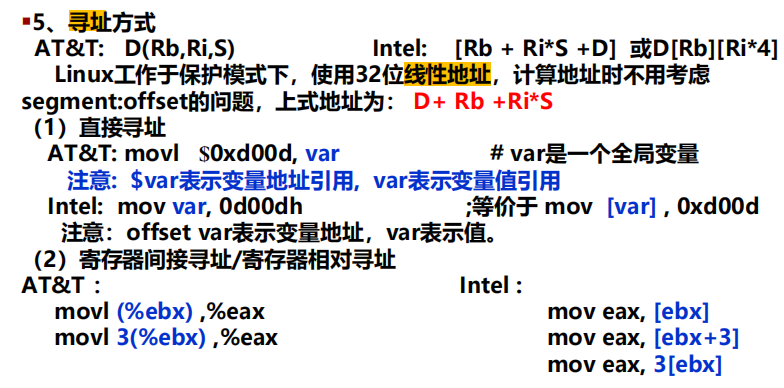 ▪5、寻址方式
AT&T: D(Rb,Ri,S) Intel: [Rb + Ri*S +D] 或D[Rb][Ri*4]
Linux工作于保护模式下，使用32位线性地址，计算地址时不用考虑
segment:offset的问题，上式地址为： D+ Rb +Ri*S
（1）直接寻址
AT&T: movl $0xd00d, var # var是一个全局变量
注意: $var表示变量地址引用, var表示变量值引用
Intel: mov var, 0d00dh ;等价于 mov [var] , 0xd00d
注意：offset var表示变量地址，var表示值。
（2）寄存器间接寻址/寄存器相对寻址
AT&T ： Intel :
movl (%ebx) ,%eax mov eax, [ebx]
movl 3(%ebx) ,%eax mov eax, [ebx+3]
mov eax, 3[ebx]